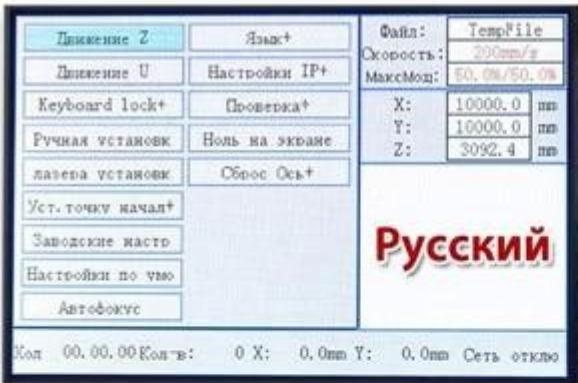 Движение Z
Язык+
Движение U
Настройки IP+
Keyboard lock+
Проверка+
Ручная установк
Ноль на экране
лазера установк
Сброс Ось+
Уст.точку начал+
Заводские настр
Настройки по умо
Автофокус
Файл: TempFile
Скорость: 200mm/s
МаксМощ: 50.0%/50.0%
X: 10000.0 mm
Y: 10000.0 mm
Z: 3092.4 mm
Русский
Хол 00.00.00 Кол-в: 0 X: 0.0mm Y: 0.0mm Сеть отклю